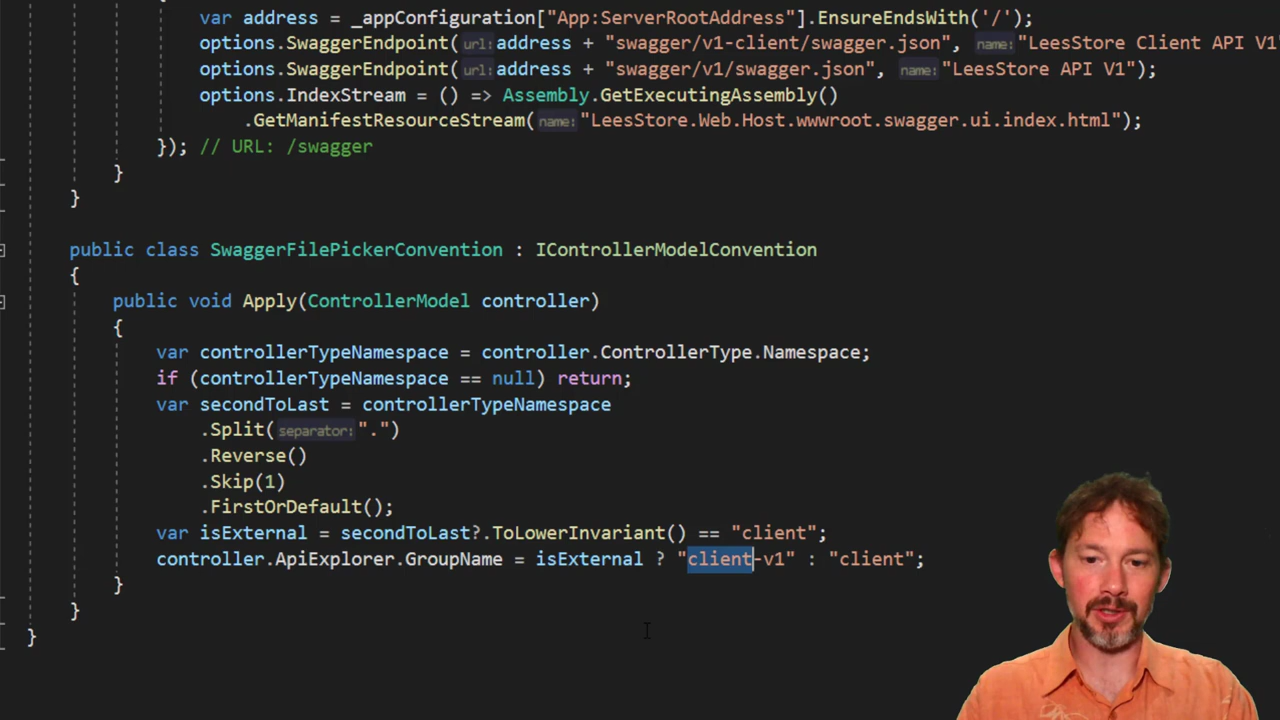 var address = _appConfiguration["App:ServerRootAddress"].EnsureEndsWith('/');
options.SwaggerEndpoint(url:address + "swagger/v1-client/swagger.json", name:"LeesStore Client API V1"
options.SwaggerEndpoint(url:address + "swagger/v1/swagger.json", name:"LeesStore API V1");
options.IndexStream = () => Assembly.GetExecutingAssembly()
.GetManifestResourceStream(name:"LeesStore.Web.Host.wwwroot.swagger.ui.index.html");
}); // URL: /swagger
}
}
public class SwaggerFilePickerConvention : IControllerModelConvention
{
public void Apply(ControllerModel controller)
{
var controllerTypeNamespace = controller.ControllerType.Namespace;
if (controllerTypeNamespace == null) return;
var secondToLast = controllerTypeNamespace
.Split(separator:".")
.Reverse()
.Skip(1)
.FirstOrDefault();
var isExternal = secondToLast?.ToLowerInvariant() == "client";
controller.ApiExplorer.GroupName = isExternal ? "client-v1" : "client";
}
}
}